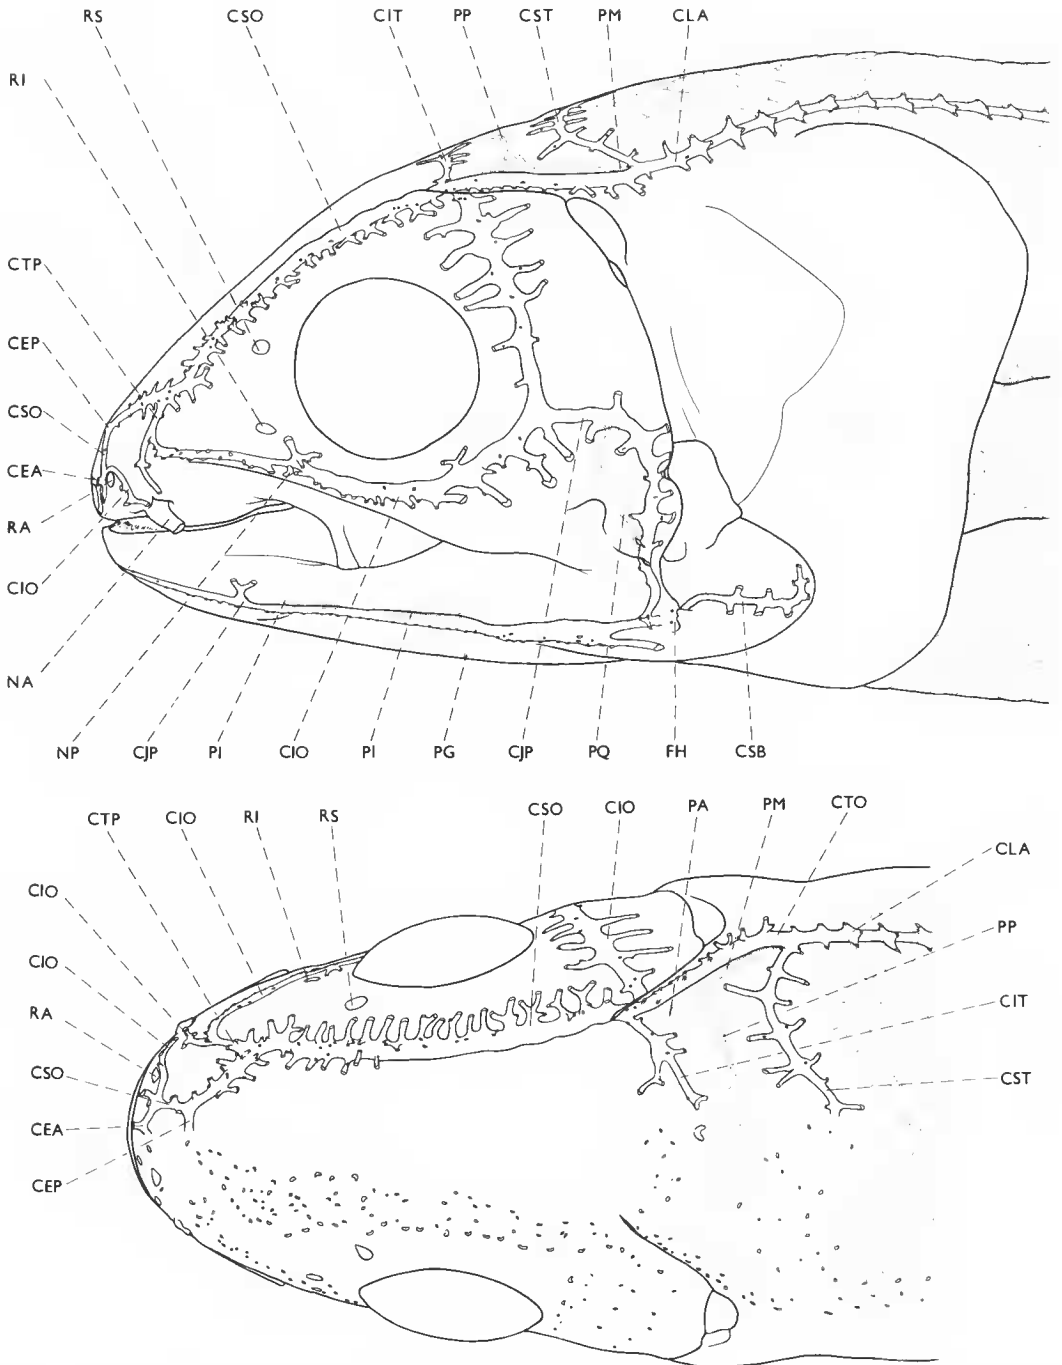 RS CSO CIT PP CST PM CLA
RI
CTP
CEP
CSO
CEA
RA
CIO
NA
NP CJP PI CIO PI PG CJP PQ FH CSB
CTP CIO RI RS CSO CIO PA PM CTO
CLA
CIO
PP
CIO
CIT
RA
CSO
CST
CEA
CEP